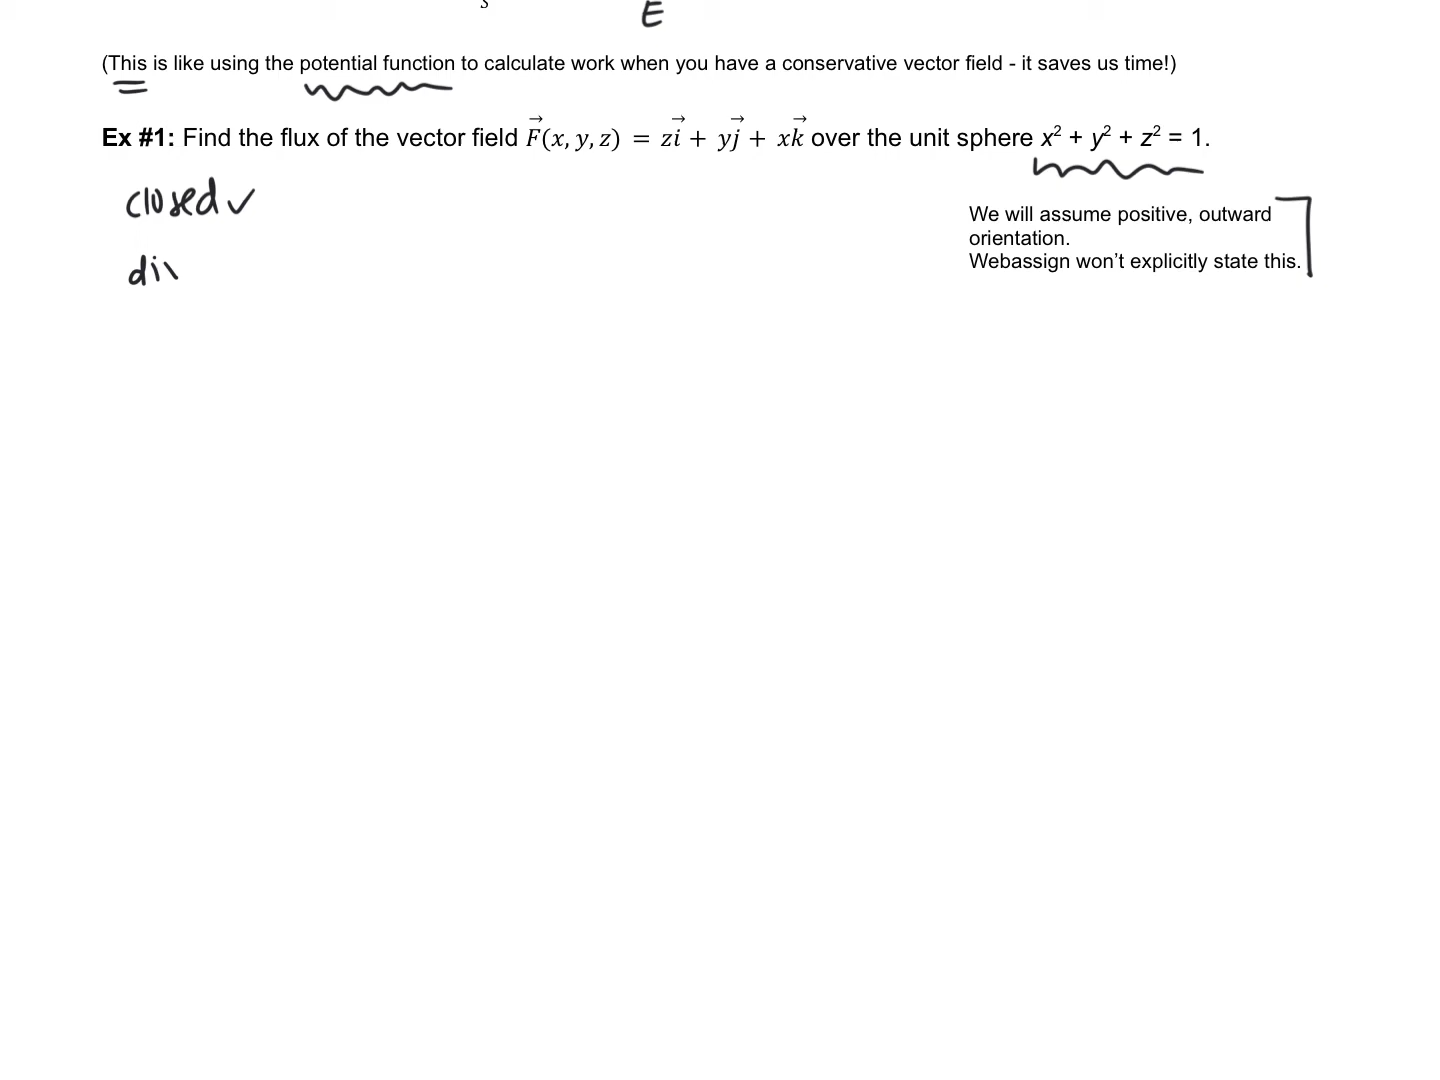 S
E
(This is like using the potential function to calculate work when you have a conservative vector field - it saves us time!)
Ex #1: Find the flux of the vector field F⃗(x, y, z) = zi⃗ + yj⃗ + xk⃗ over the unit sphere x² + y² + z² = 1.
closed ✓
We will assume positive, outward
orientation.
Webassign won't explicitly state this.
div